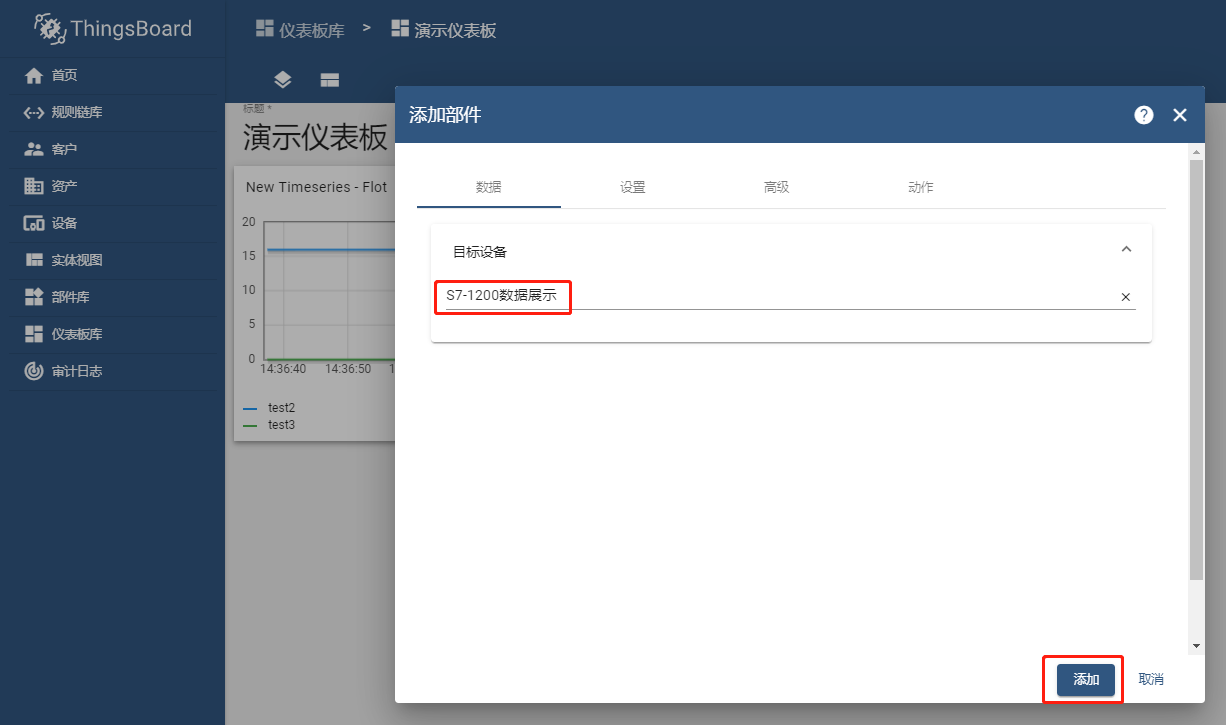 ThingsBoard
首页
规则链库
客户
资产
设备
实体视图
部件库
仪表板库
审计日志
仪表板库 > 演示仪表板
标题 *
演示仪表板
New Timeseries - Flot
20
15
10
5
0
14:36:40 14:36:50 1
test2
test3
添加部件
?
数据 设置 高级 动作
目标设备
S7-1200数据展示
添加 取消